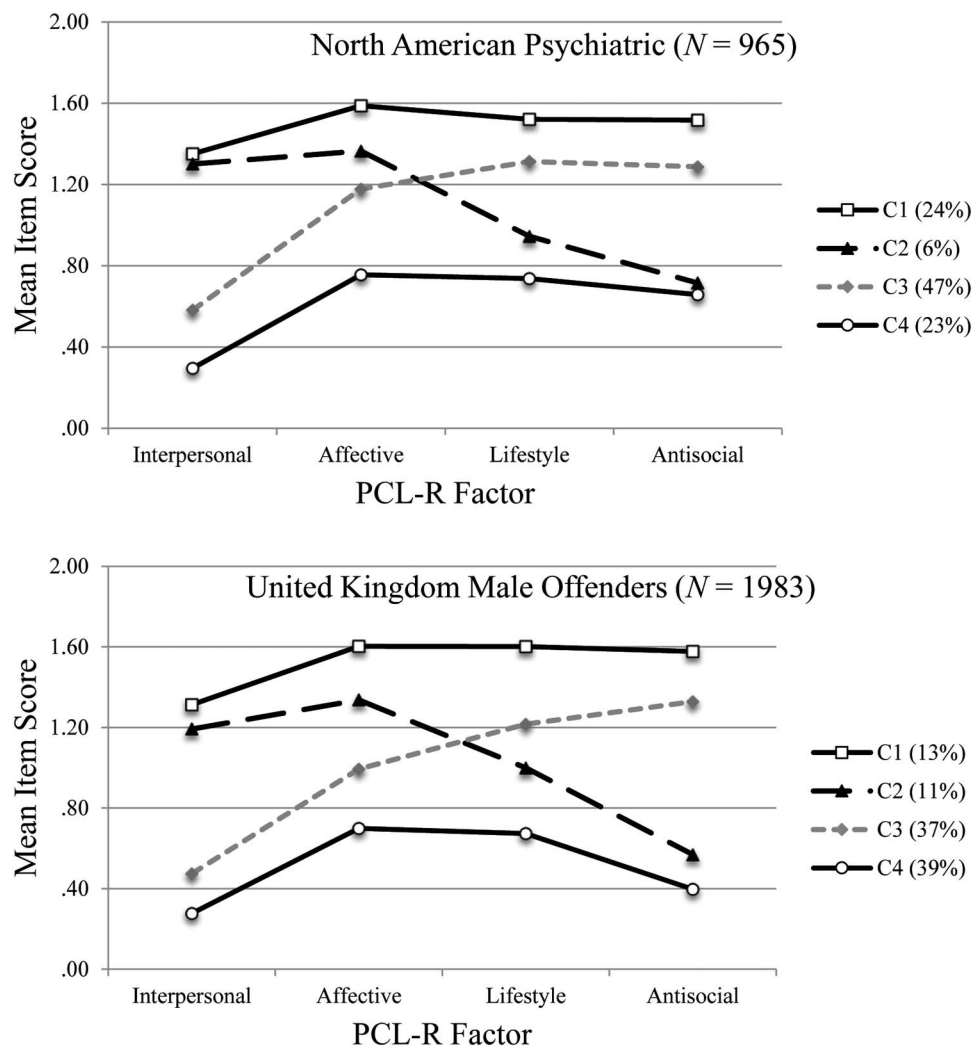 North American Psychiatric (N = 965)
2.00
1.60
1.20
.80
.40
.00
Mean Item Score
Interpersonal
Affective
Lifestyle
Antisocial
PCL-R Factor
C1 (24%)
C2 (6%)
C3 (47%)
C4 (23%)
United Kingdom Male Offenders (N = 1983)
2.00
1.60
1.20
.80
.40
.00
Mean Item Score
Interpersonal
Affective
Lifestyle
Antisocial
PCL-R Factor
C1 (13%)
C2 (11%)
C3 (37%)
C4 (39%)